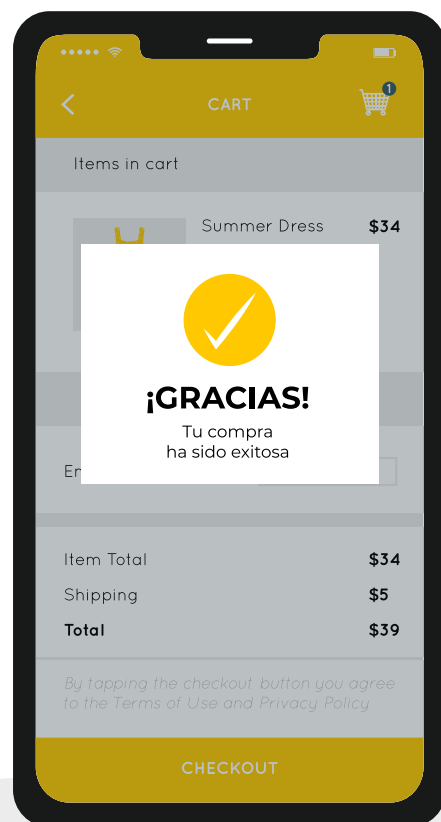 1
CART
Items in cart
Summer Dress $34
¡GRACIAS!
Tu compra
ha sido exitosa
Item Total $34
Shipping $5
Total $39
By tapping the checkout button you agree
to the Terms of Use and Privacy Policy
CHECKOUT